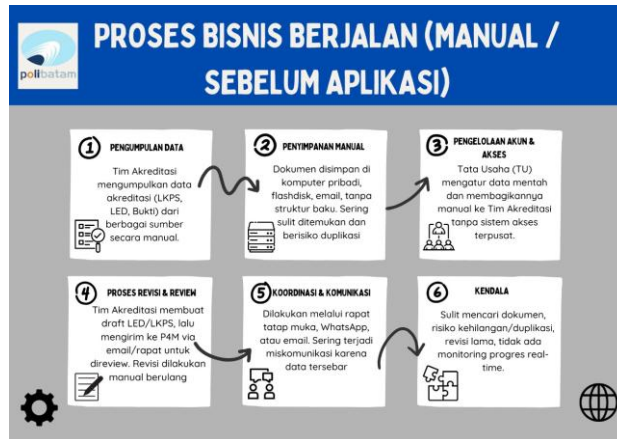 polibatam
PROSES BISNIS BERJALAN (MANUAL /
SEBELUM APLIKASI)
1 PENGUMPULAN DATA
Tim Akreditasi
mengumpulkan data
akreditasi (LKPS,
LED, Bukti) dari
berbagai sumber
secara manual.
2 PENYIMPANAN MANUAL
Dokumen disimpan di
komputer pribadi,
flashdisk, email, tanpa
struktur baku. Sering
sulit ditemukan dan
berisiko duplikasi
3 PENGELOLAAN AKUN &
AKSES
Tata Usaha (TU)
mengatur data mentah
dan membagikannya
manual ke Tim Akreditasi
tanpa sistem akses
terpusat.
4 PROSES REVISI & REVIEW
Tim Akreditasi membuat
draft LED/LKPS, lalu
mengirim ke P4M via
email/rapat untuk
direview. Revisi dilakukan
manual berulang
5 KOORDINASI & KOMUNIKASI
Dilakukan melalui rapat
tatap muka, WhatsApp,
atau email. Sering terjadi
miskomunikasi karena
data tersebar
6 KENDALA
Sulit mencari dokumen,
risiko kehilangan/duplikasi,
revisi lama, tidak ada
monitoring progres real-
time.